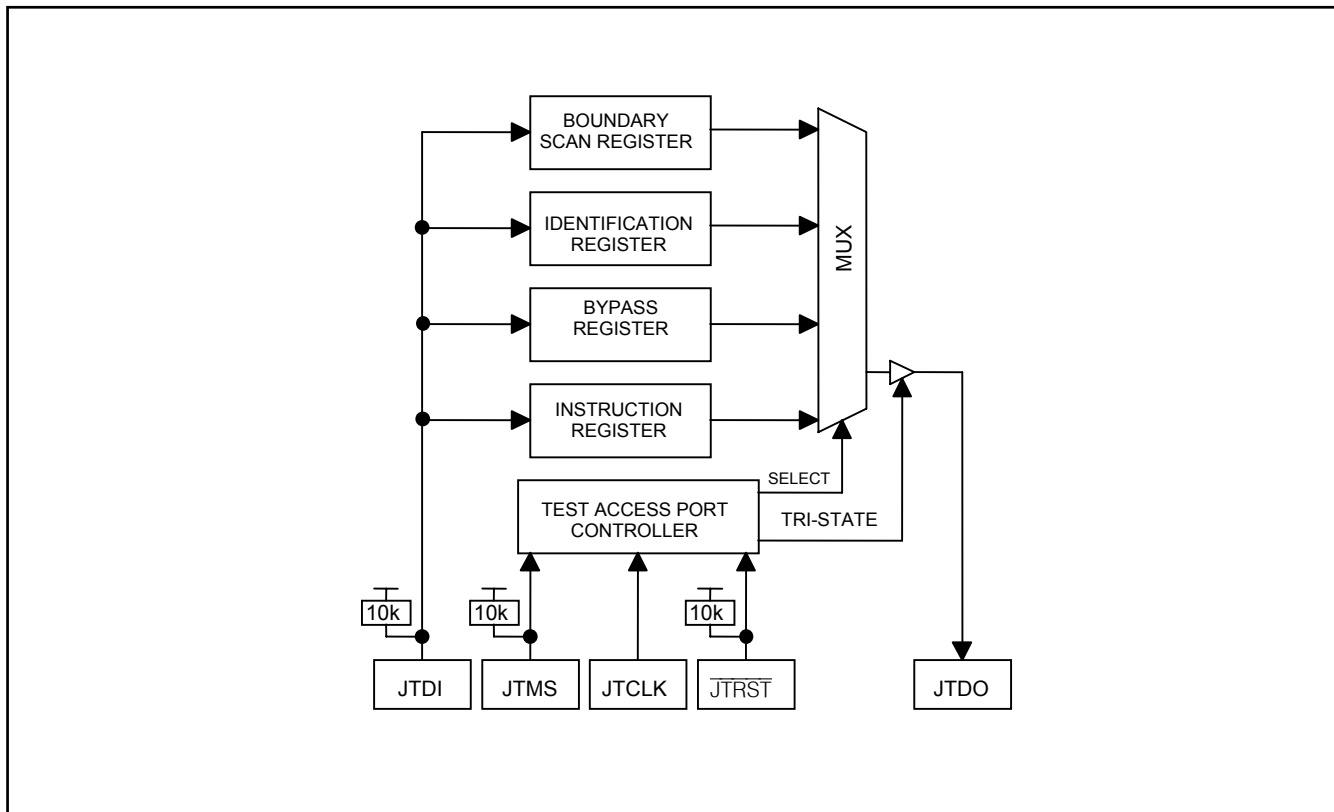 BOUNDARY
SCAN REGISTER
IDENTIFICATION
REGISTER
BYPASS
REGISTER
INSTRUCTION
REGISTER
MUX
SELECT
TEST ACCESS PORT
CONTROLLER
TRI-STATE
10k
10k
10k
JTDI
JTMS
JTCLK
JTRST
JTDO